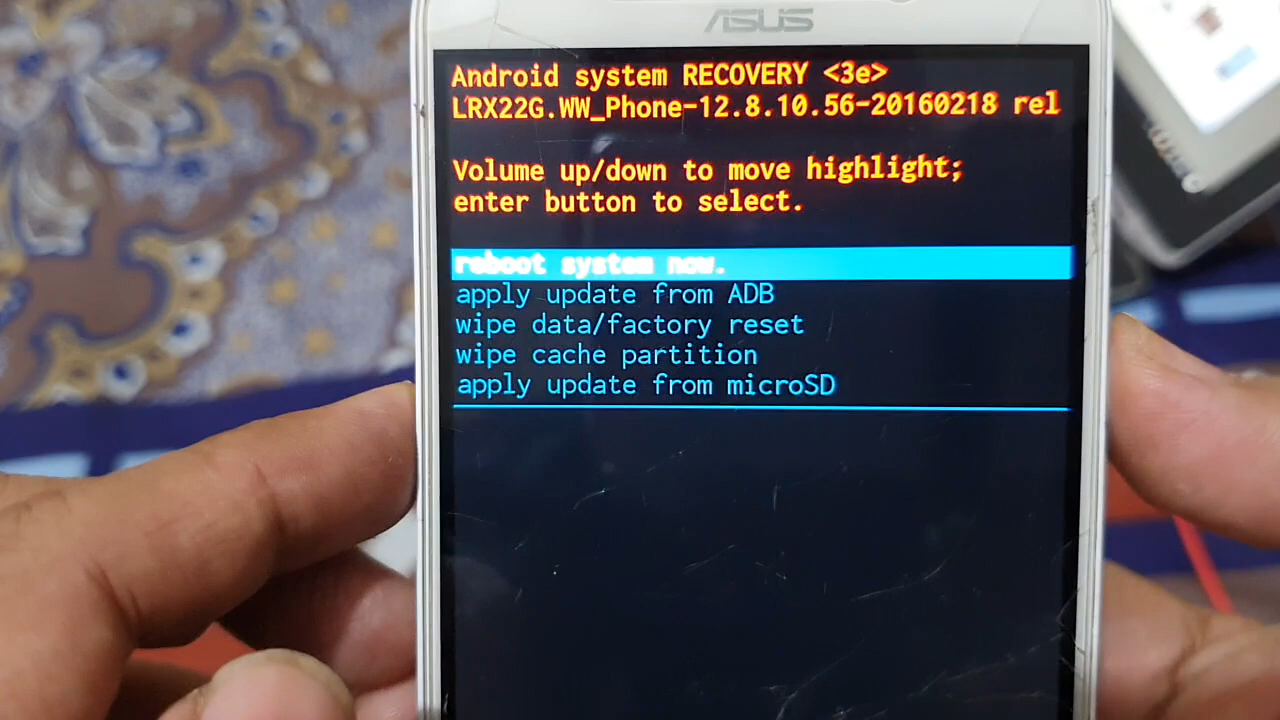 ASUS
Android system RECOVERY <3e>
LRX22G.WW_Phone-12.8.10.56-20160218 rel
Volume up/down to move highlight;
enter button to select.
reboot system now.
apply update from ADB
wipe data/factory reset
wipe cache partition
apply update from microSD